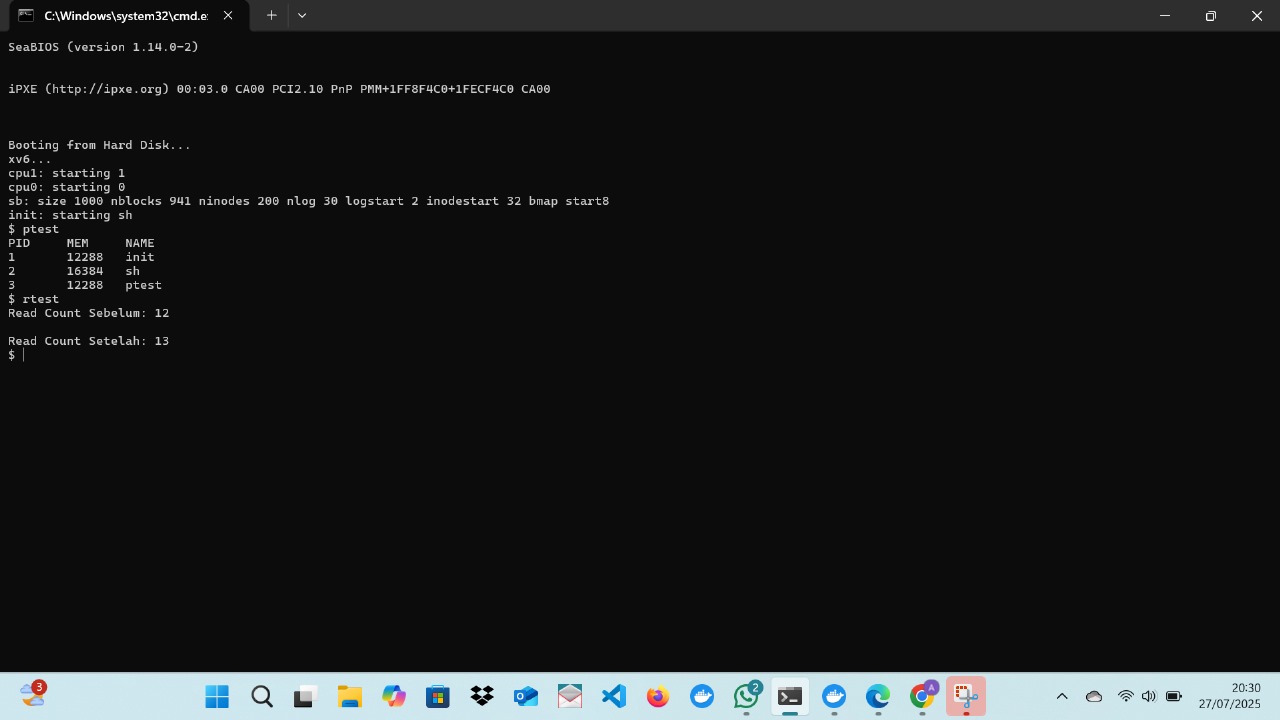 C:\Windows\system32\cmd.e
SeaBIOS (version 1.14.0-2)
iPXE (http://ipxe.org) 00:03.0 CA00 PCI2.10 PnP PMM+1FF8F4C0+1FECF4C0 CA00
Booting from Hard Disk...
xv6...
cpu1: starting 1
cpu0: starting 0
sb: size 1000 nblocks 941 ninodes 200 nlog 30 logstart 2 inodestart 32 bmap start8
init: starting sh
$ ptest
PID MEM NAME
1 12288 init
2 16384 sh
3 12288 ptest
$ rtest
Read Count Sebelum: 12
Read Count Setelah: 13
$
3
2
A
20:30
27/07/2025